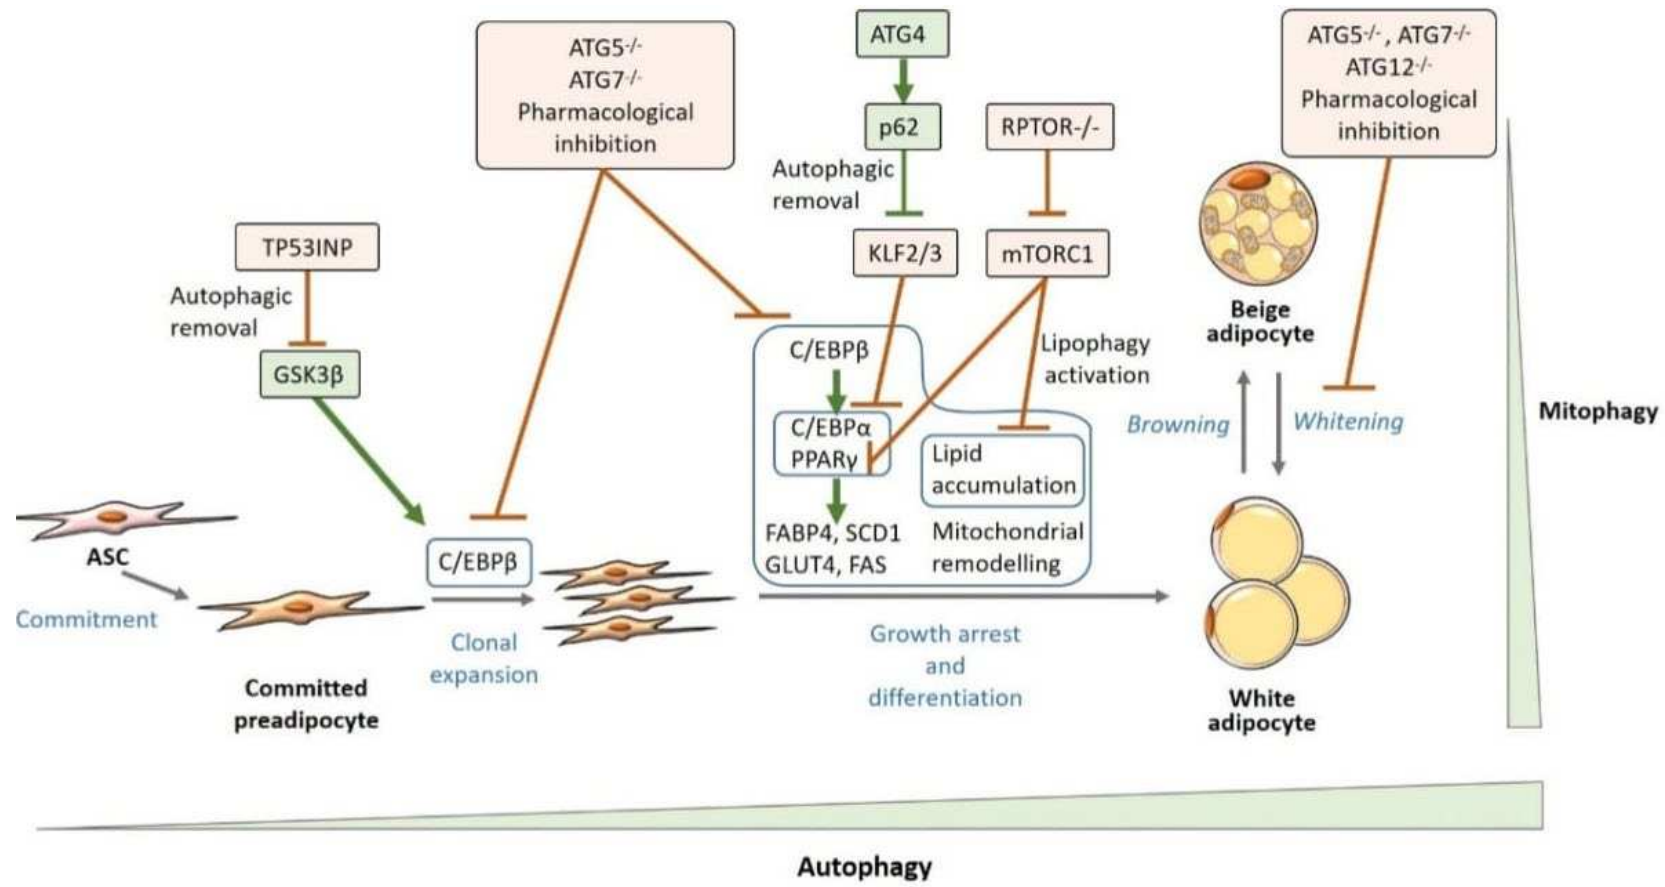 ATG5-/-
ATG7-/-
Pharmacological
inhibition
ATG4
p62
RPTOR-/-
Autophagic
removal
KLF2/3
mTORC1
ATG5-/- , ATG7-/-
ATG12-/-
Pharmacological
inhibition
TP53INP
Autophagic
removal
GSK3β
C/EBPβ
C/EBPα
PPARγ
FABP4, SCD1
GLUT4, FAS
Lipophagy
activation
Lipid
accumulation
Mitochondrial
remodelling
Beige
adipocyte
Browning
Whitening
Mitophagy
ASC
Commitment
Committed
preadipocyte
C/EBPβ
Clonal
expansion
Growth arrest
and
differentiation
White
adipocyte
Autophagy